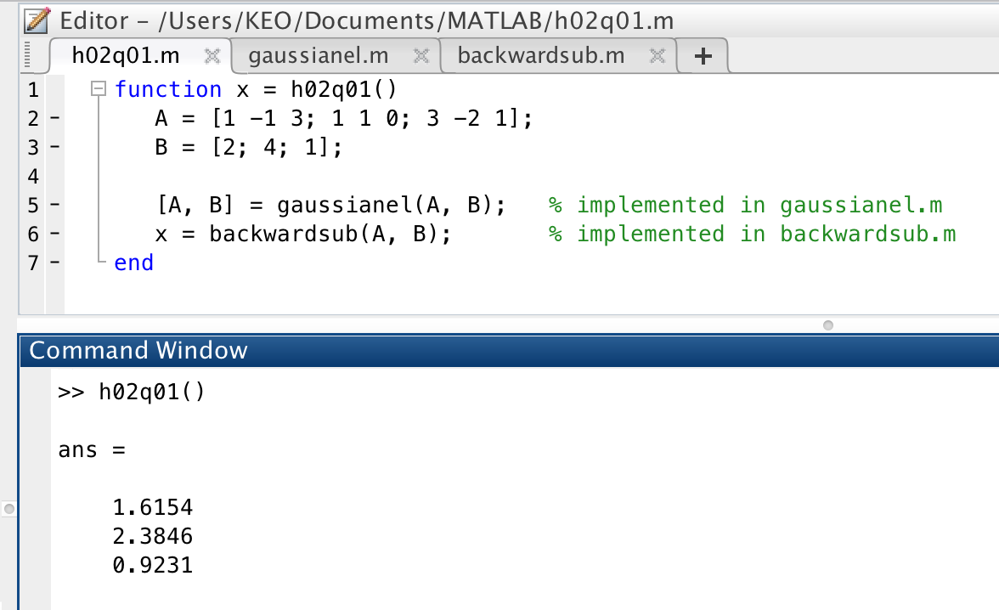 Editor – /Users/KEO/Documents/MATLAB/h02q01.m
h02q01.m × gaussianel.m × backwardsub.m × +
1 function x = h02q01()
2 – A = [1 -1 3; 1 1 0; 3 -2 1];
3 – B = [2; 4; 1];
4
5 – [A, B] = gaussianel(A, B); % implemented in gaussianel.m
6 – x = backwardsub(A, B); % implemented in backwardsub.m
7 – end
Command Window
>> h02q01()
ans =
1.6154
2.3846
0.9231